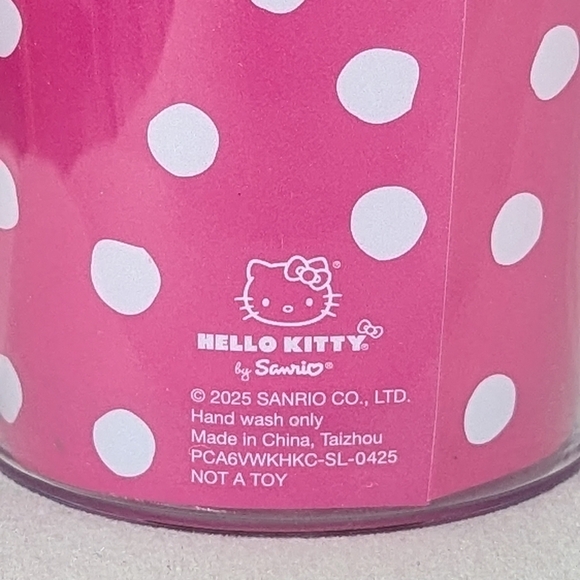 HELLO KITTY®
by Sanrio®
© 2025 SANRIO CO., LTD.
Hand wash only
Made in China, Taizhou
PCA6VWKHKC-SL-0425
NOT A TOY